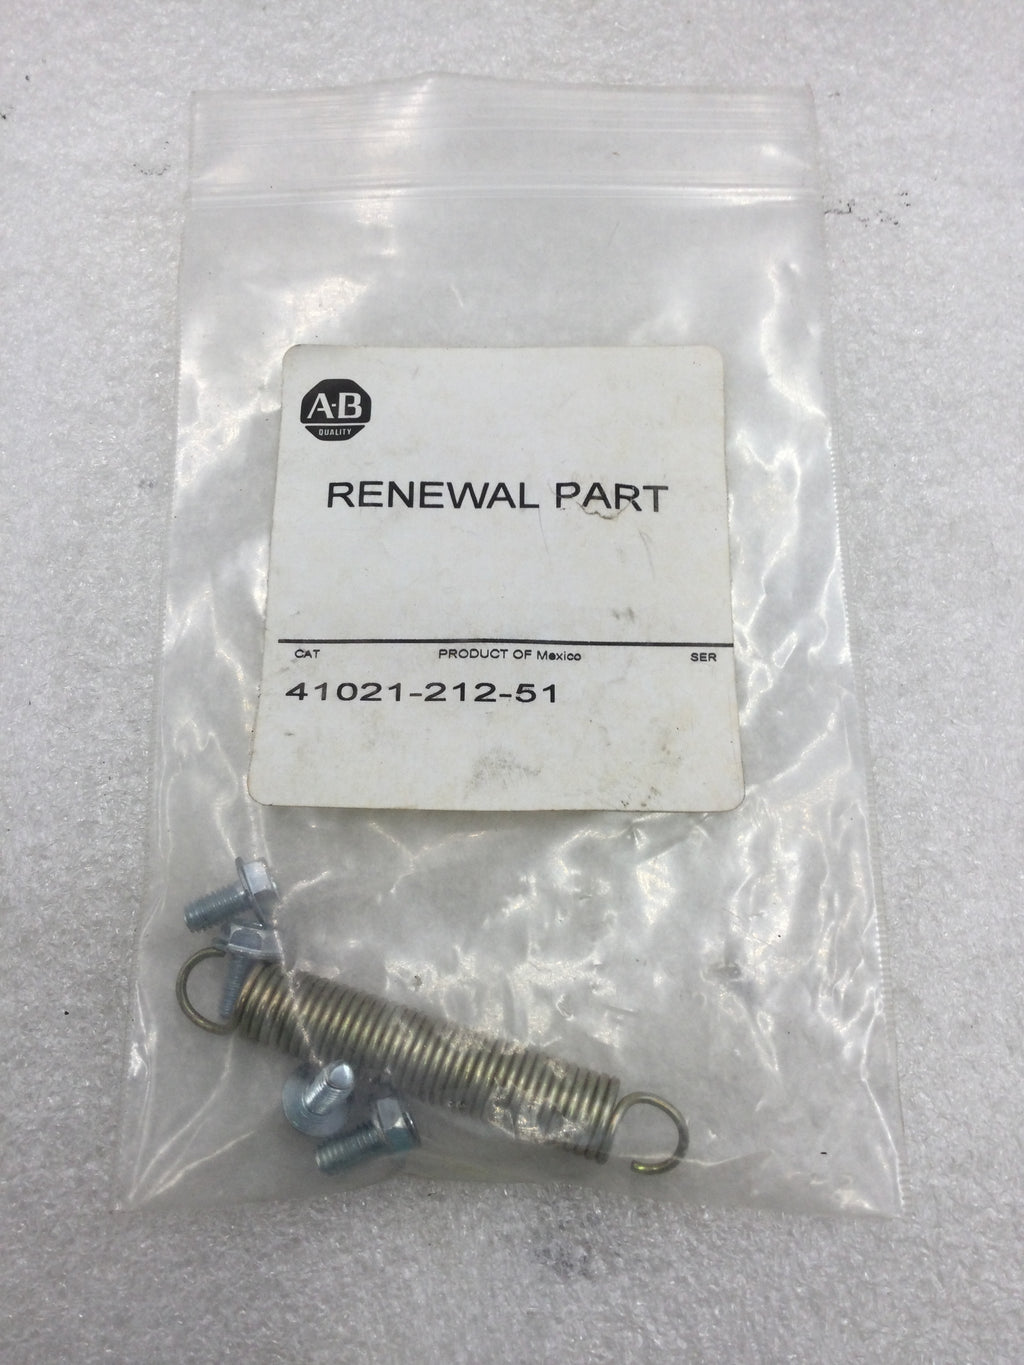 A-B
QUALITY
RENEWAL PART
CAT PRODUCT OF Mexico SER
41021-212-51